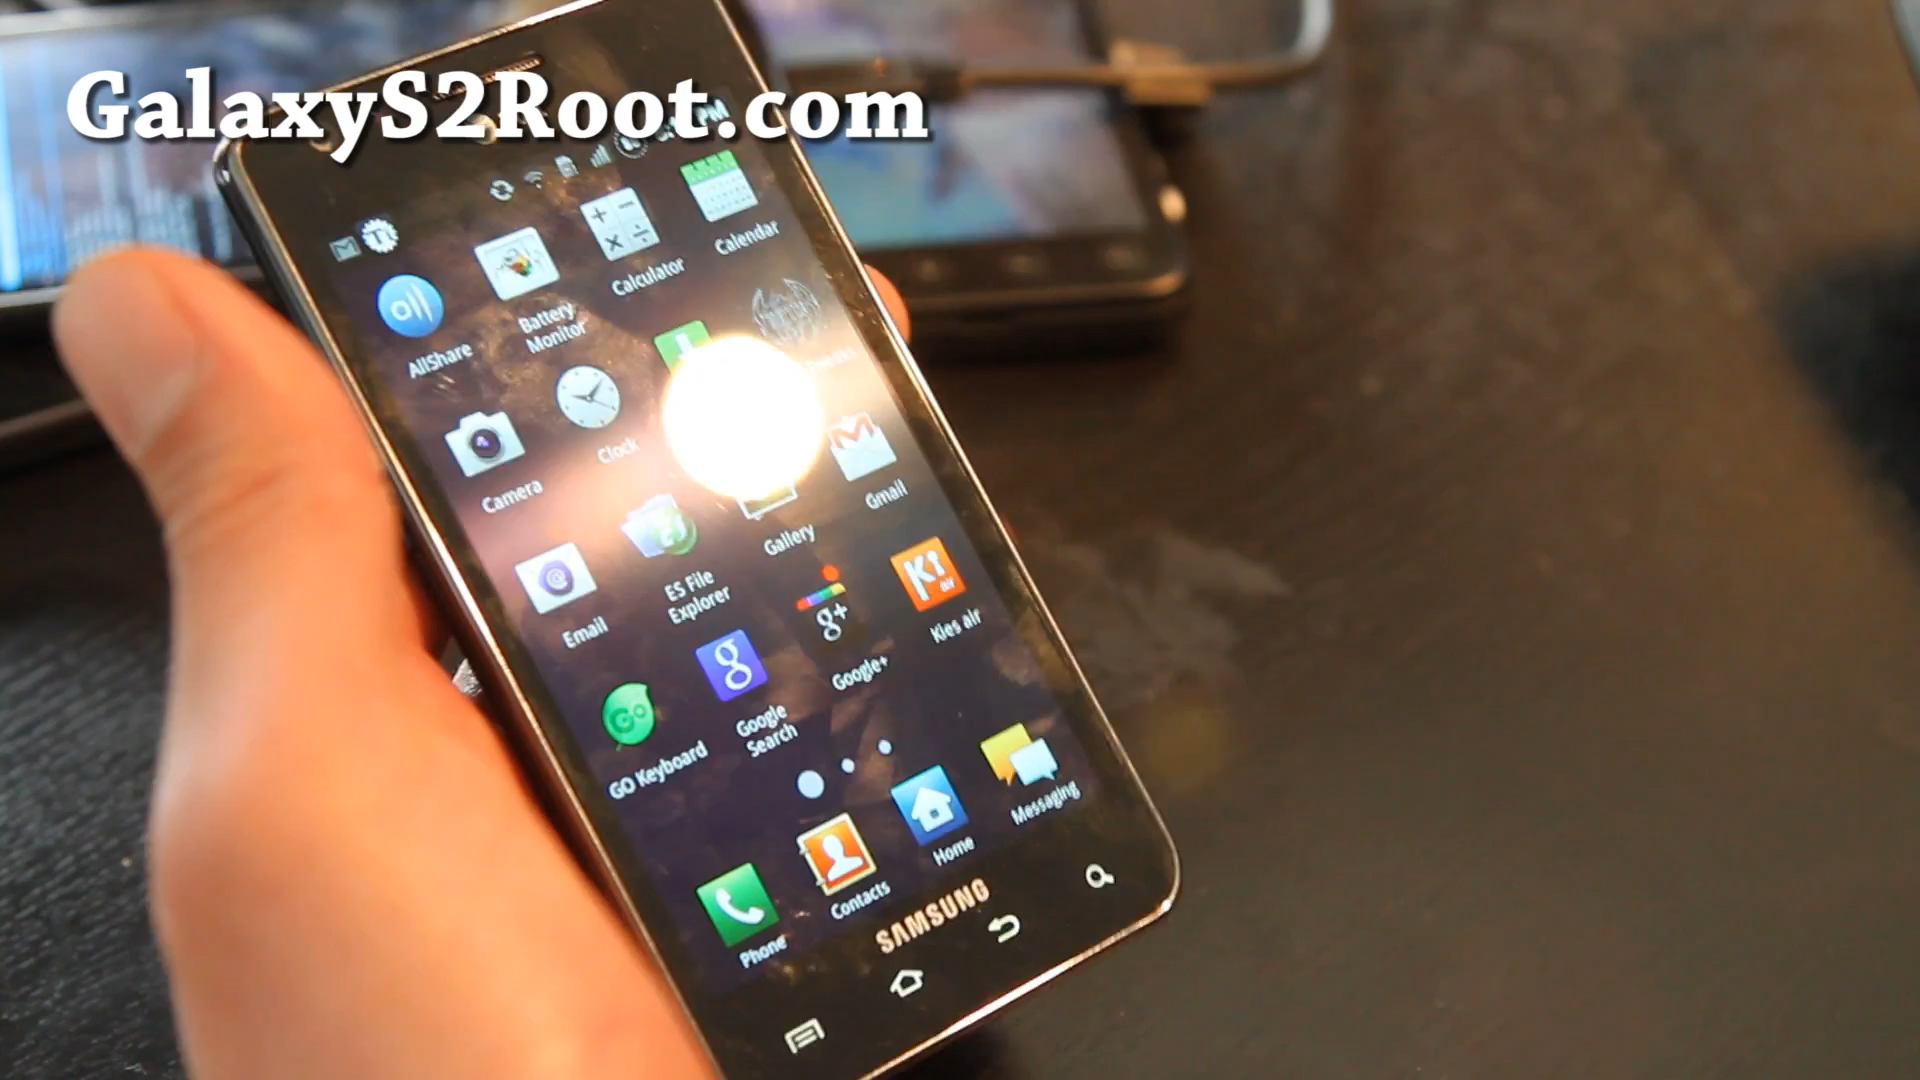 GalaxyS2Root.com
PM
Calendar
Calculator
Battery
Monitor
AllShare
Gmail
Gallery
Clock
Camera
Kies air
Google+
ES File
Explorer
Email
Google
Search
GO Keyboard
Messaging
Home
Contacts
Phone
SAMSUNG